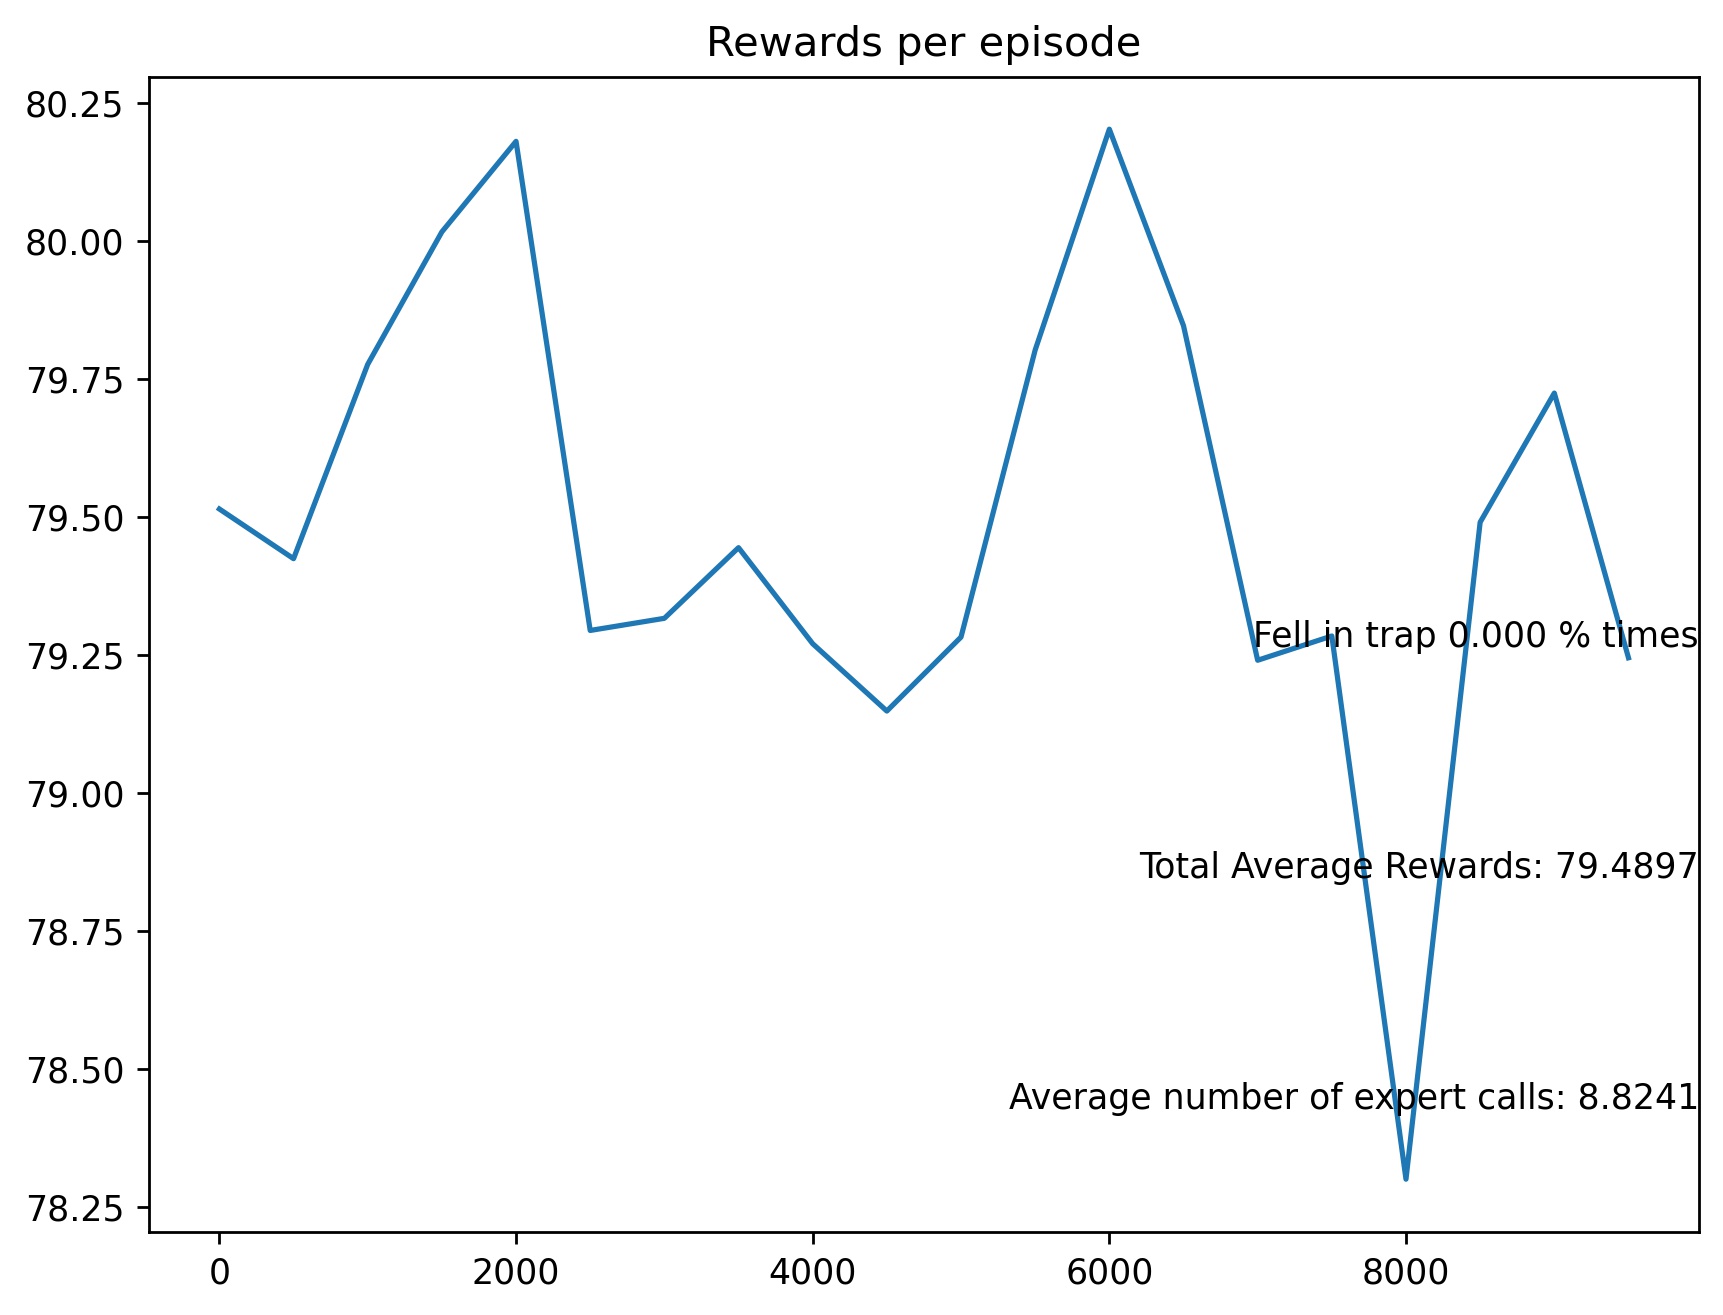 Rewards per episode
80.25
80.00
79.75
79.50
79.25
79.00
78.75
78.50
78.25
Fell in trap 0.000 % times
Total Average Rewards: 79.4897
Average number of expert calls: 8.8241
0 2000 4000 6000 8000